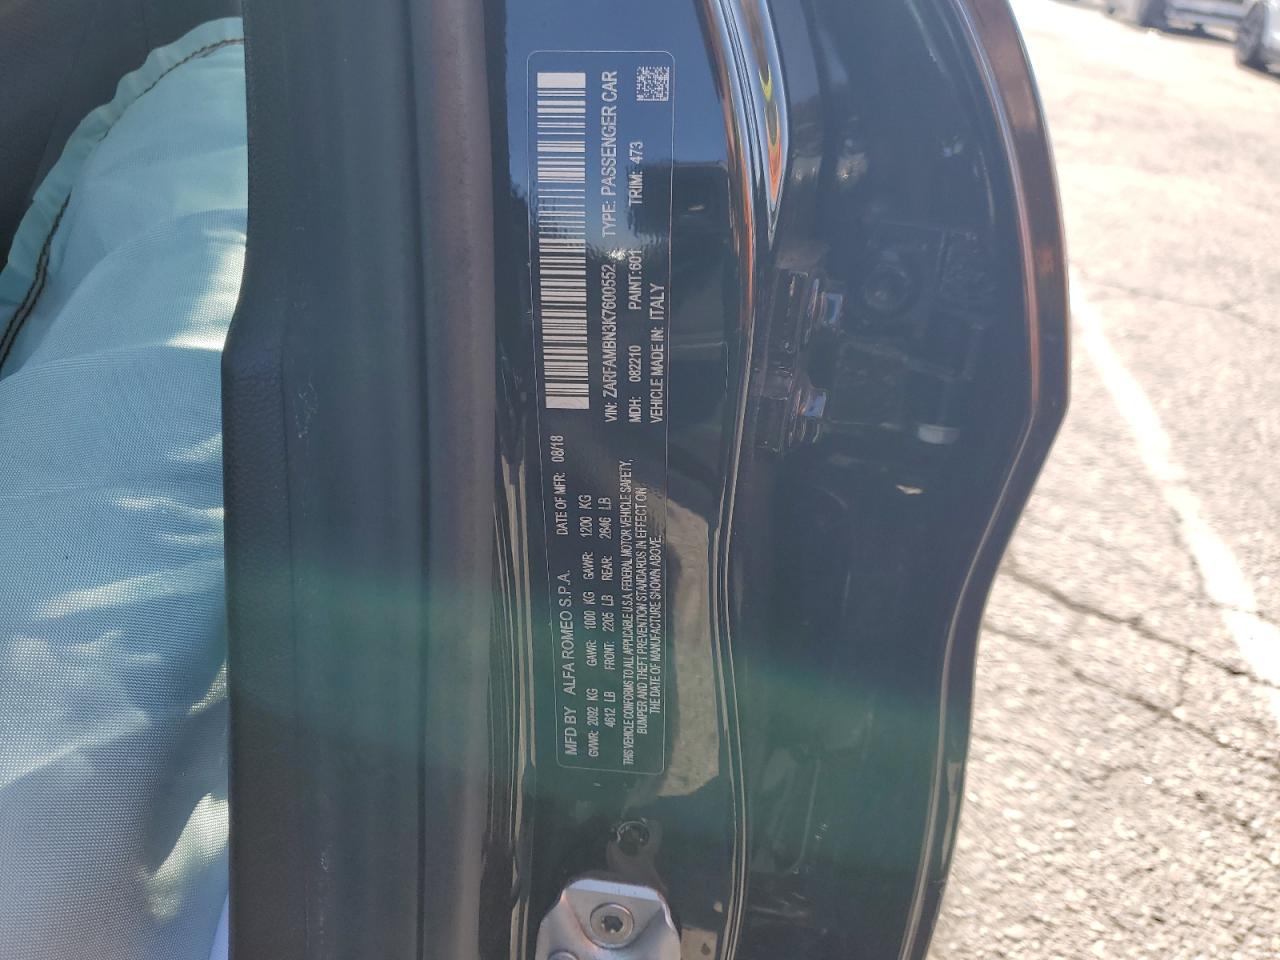 MFD BY ALFA ROMEO S.P.A. DATE OF MFR: 08/18
GVWR: 2092 KG GAWR: 1000 KG GAWR: 1200 KG
4612 LB FRONT: 2205 LB REAR: 2646 LB
THIS VEHICLE CONFORMS TO ALL APPLICABLE U.S.A. FEDERAL MOTOR VEHICLE SAFETY,
BUMPER AND THEFT PREVENTION STANDARDS IN EFFECT ON
THE DATE OF MANUFACTURE SHOWN ABOVE.
VIN: ZARFAMBN3K7600552 TYPE: PASSENGER CAR
MDH: 082210 PAINT: 601 TRIM: 473
VEHICLE MADE IN: ITALY